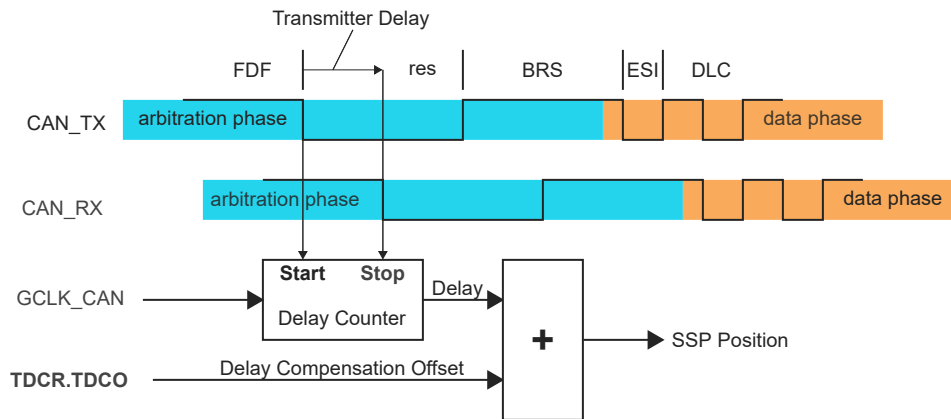 Transmitter Delay
FDF
res
BRS
ESI
DLC
CAN_TX
arbitration phase
data phase
CAN_RX
arbitration phase
data phase
Start
Stop
GCLK_CAN
Delay Counter
Delay
+
SSP Position
TDCR.TDCO
Delay Compensation Offset